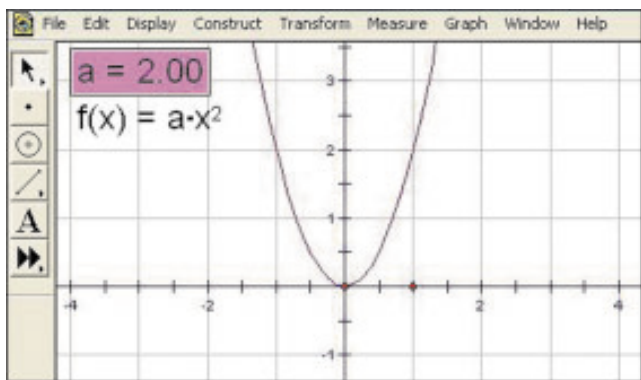 File Edit Display Construct Transform Measure Graph Window Help
a = 2.00
f(x) = a·x²
A
3
2
1
-4 -2 2 4
-1